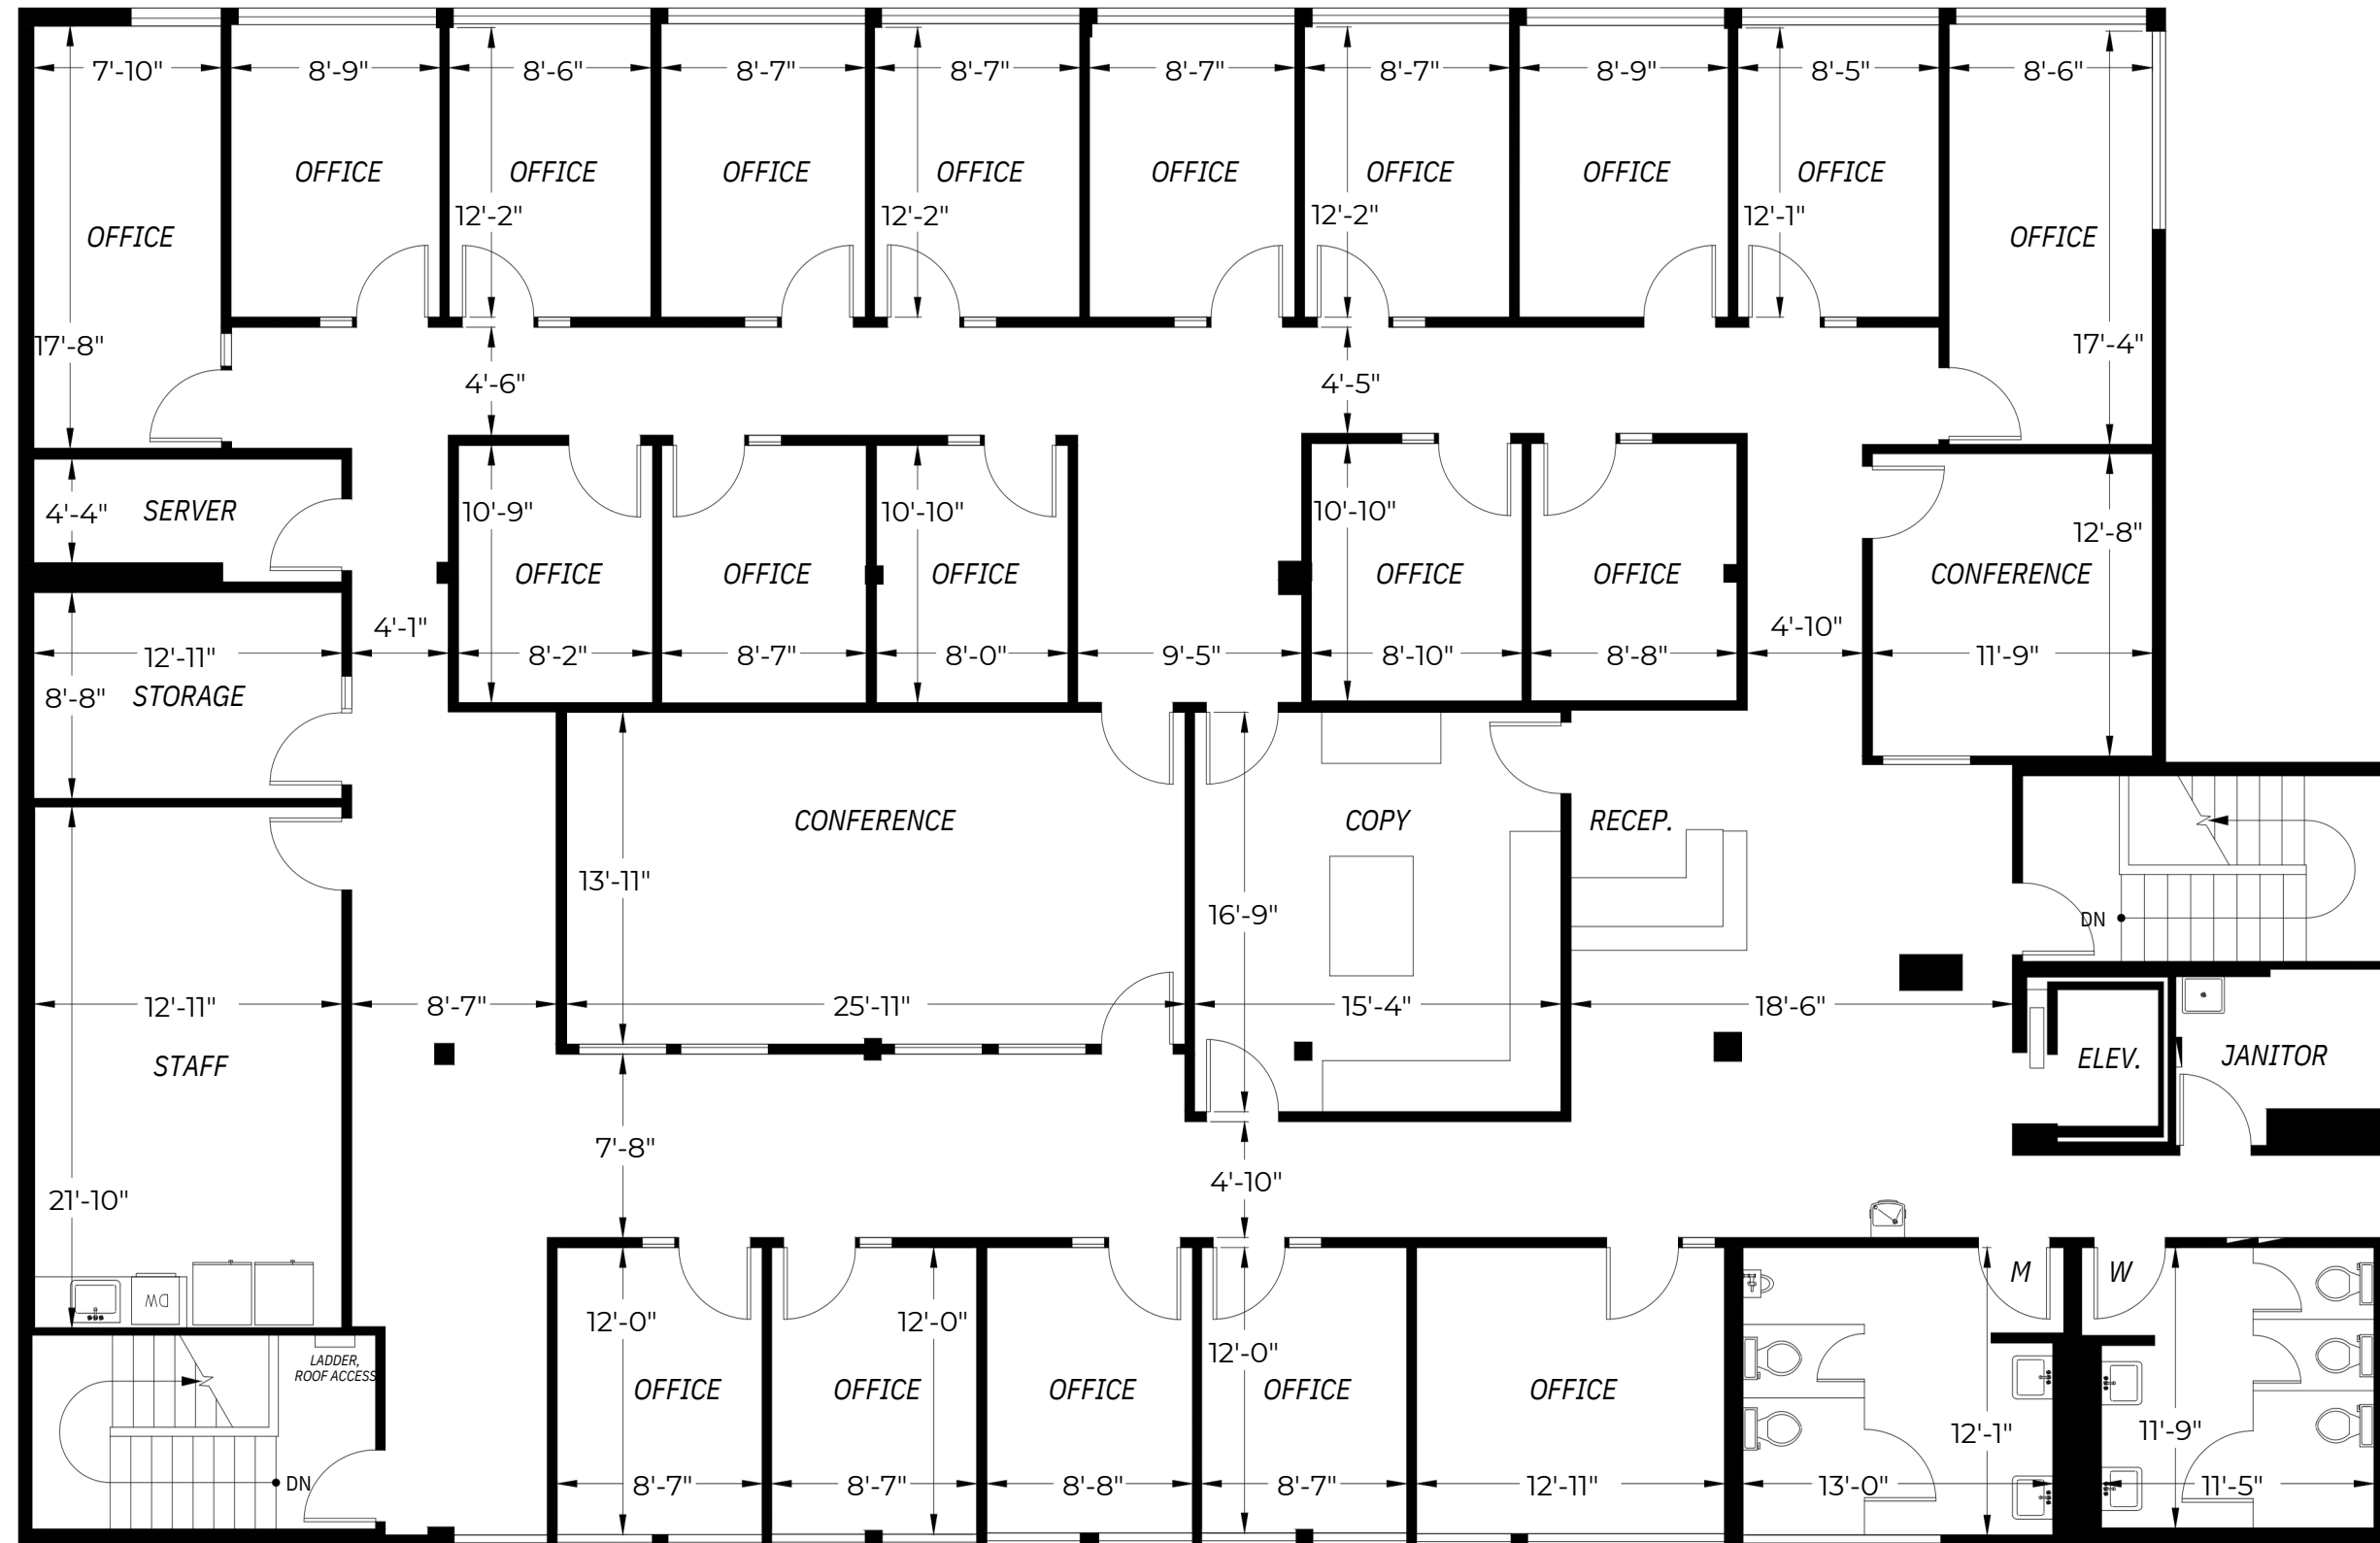 7'-10"
8'-9"
8'-6"
8'-7"
8'-7"
8'-7"
8'-7"
8'-9"
8'-5"
8'-6"
OFFICE
OFFICE
OFFICE
OFFICE
OFFICE
OFFICE
OFFICE
OFFICE
12'-2"
12'-2"
12'-2"
12'-1"
OFFICE
OFFICE
17'-8"
17'-4"
4'-6"
4'-5"
4'-4"
SERVER
10'-9"
10'-10"
10'-10"
12'-8"
OFFICE
OFFICE
OFFICE
OFFICE
OFFICE
CONFERENCE
4'-1"
4'-10"
12'-11"
8'-2"
8'-7"
8'-0"
9'-5"
8'-10"
8'-8"
11'-9"
8'-8"
STORAGE
CONFERENCE
COPY
RECEP.
13'-11"
16'-9"
DN
12'-11"
8'-7"
25'-11"
15'-4"
18'-6"
STAFF
ELEV.
JANITOR
7'-8"
4'-10"
21'-10"
M
W
DW
12'-0"
12'-0"
12'-0"
LADDER,
ROOF ACCESS
OFFICE
OFFICE
OFFICE
OFFICE
OFFICE
12'-1"
11'-9"
DN
8'-7"
8'-7"
8'-8"
8'-7"
12'-11"
13'-0"
11'-5"